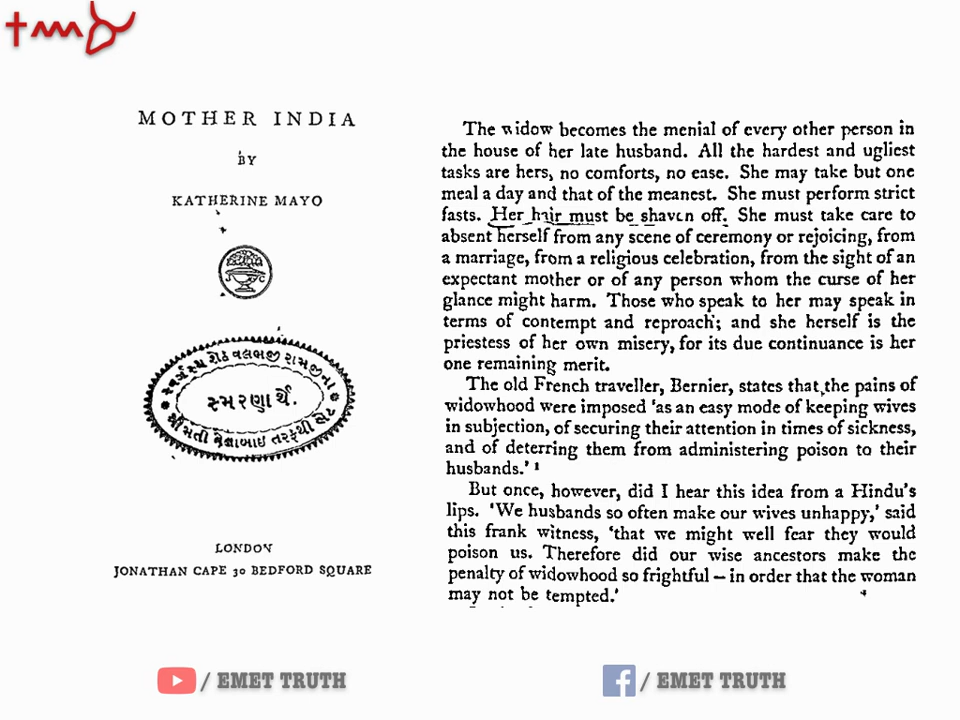 MOTHER INDIA
BY
KATHERINE MAYO
J C
સ્વર્ગસ્થ શેઠ વલભજી રામજીના
સ્મરણાર્થે.
શ્રીમતી તરફથી ભેટ
LONDON
JONATHAN CAPE 30 BEDFORD SQUARE
The widow becomes the menial of every other person in
the house of her late husband. All the hardest and ugliest
tasks are hers, no comforts, no ease. She may take but one
meal a day and that of the meanest. She must perform strict
fasts. Her hair must be shaven off. She must take care to
absent herself from any scene of ceremony or rejoicing, from
a marriage, from a religious celebration, from the sight of an
expectant mother or of any person whom the curse of her
glance might harm. Those who speak to her may speak in
terms of contempt and reproach; and she herself is the
priestess of her own misery, for its due continuance is her
one remaining merit.
The old French traveller, Bernier, states that the pains of
widowhood were imposed 'as an easy mode of keeping wives
in subjection, of securing their attention in times of sickness,
and of deterring them from administering poison to their
husbands.' 1
But once, however, did I hear this idea from a Hindu's
lips. 'We husbands so often make our wives unhappy,' said
this frank witness, 'that we might well fear they would
poison us. Therefore did our wise ancestors make the
penalty of widowhood so frightful – in order that the woman
may not be tempted.'
/ EMET TRUTH
/ EMET TRUTH